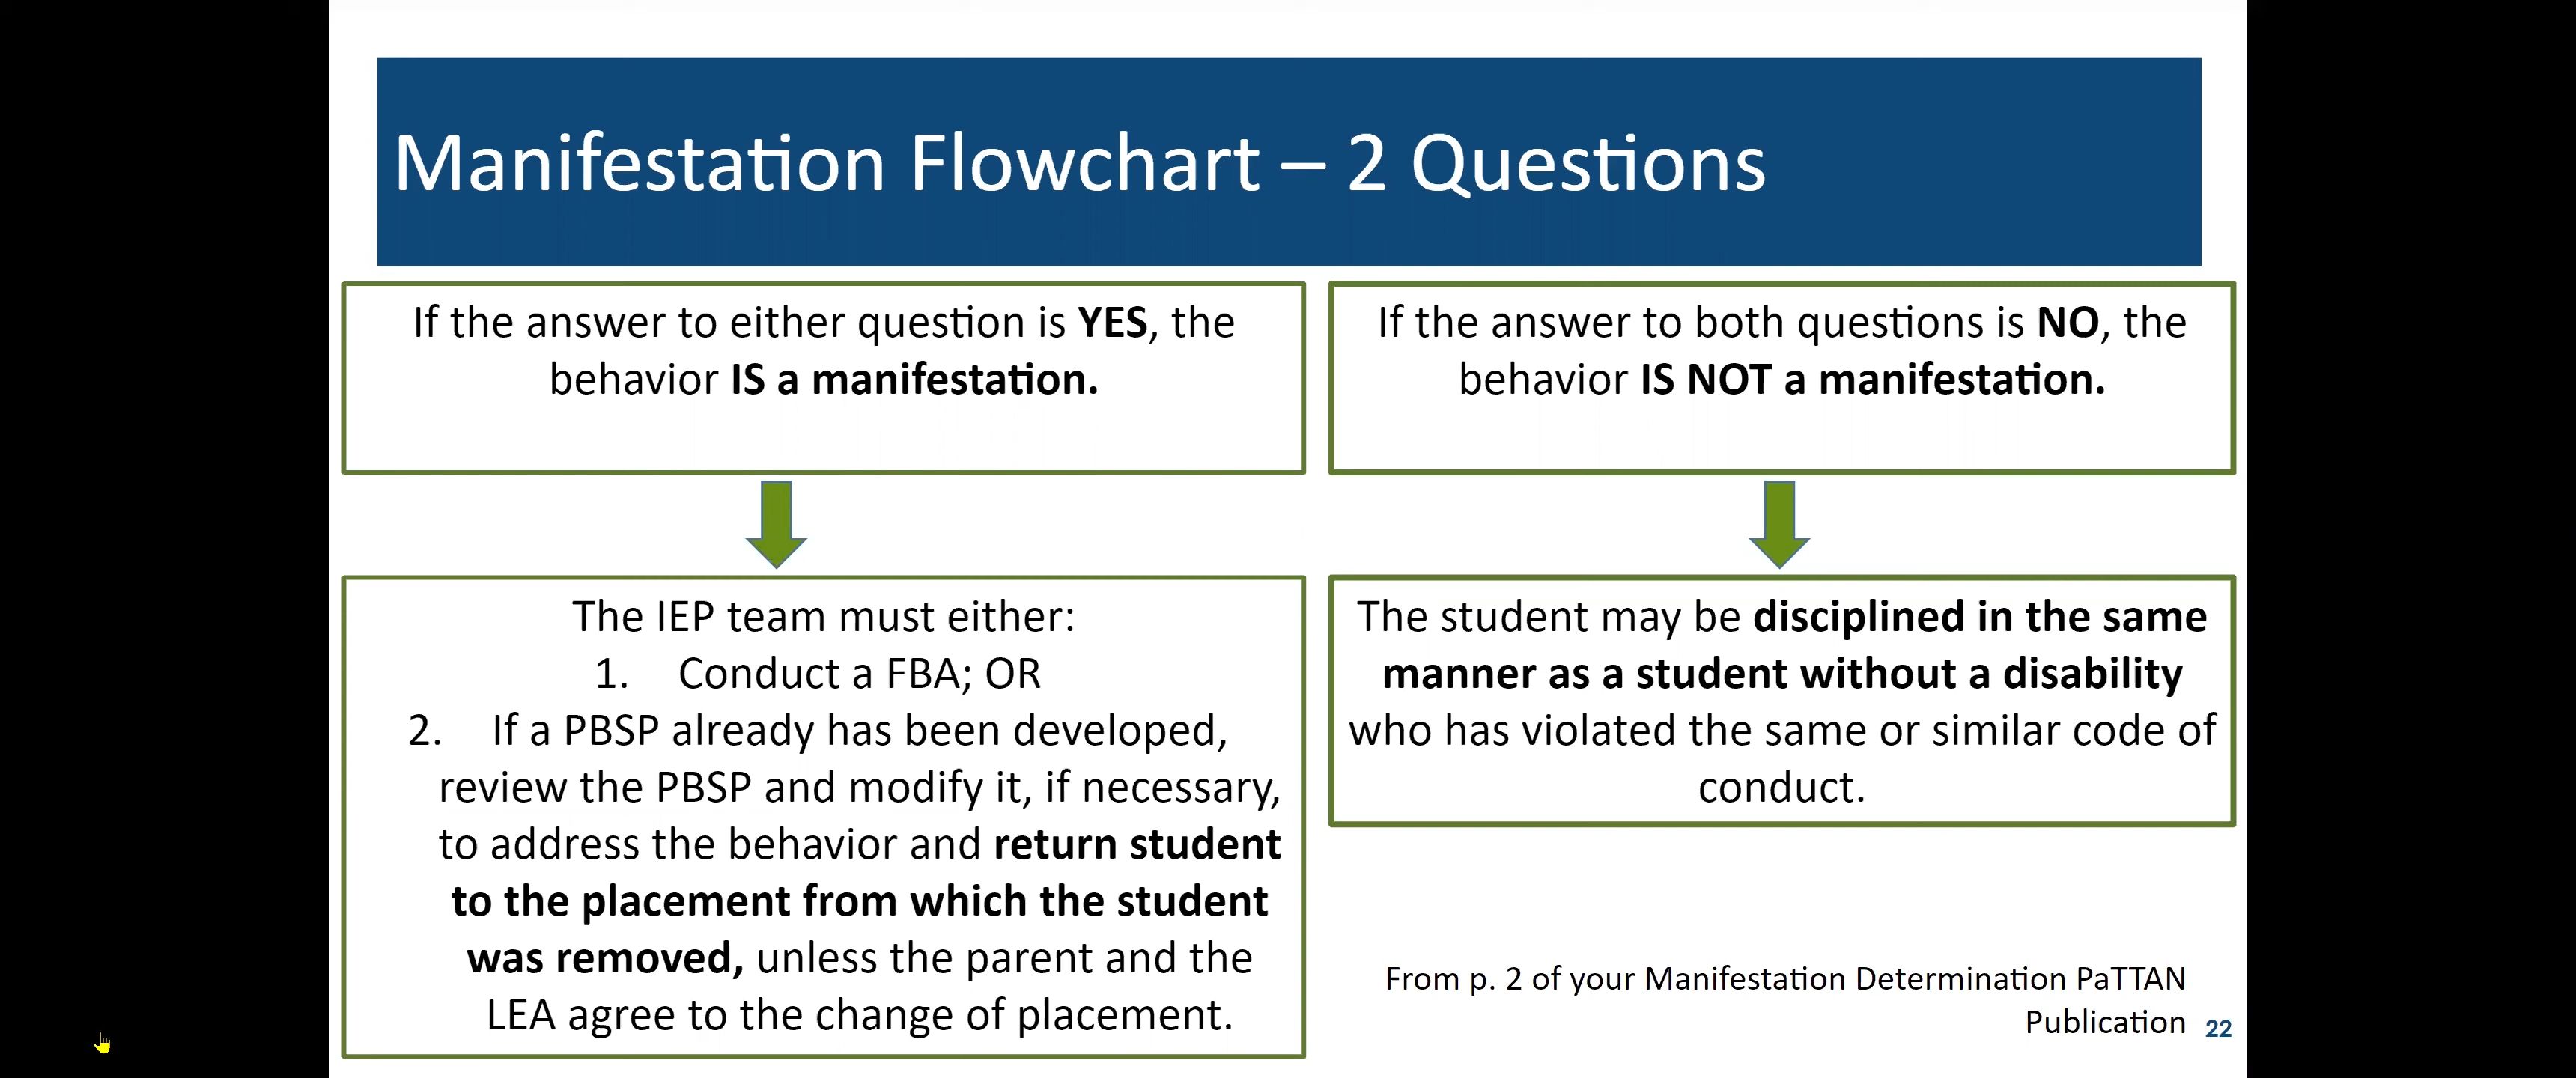 Manifestation Flowchart – 2 Questions
If the answer to either question is YES, the
behavior IS a manifestation.
The IEP team must either:
1. Conduct a FBA; OR
2. If a PBSP already has been developed,
review the PBSP and modify it, if necessary,
to address the behavior and return student
to the placement from which the student
was removed, unless the parent and the
LEA agree to the change of placement.
If the answer to both questions is NO, the
behavior IS NOT a manifestation.
The student may be disciplined in the same
manner as a student without a disability
who has violated the same or similar code of
conduct.
From p. 2 of your Manifestation Determination PaTTAN
Publication
22